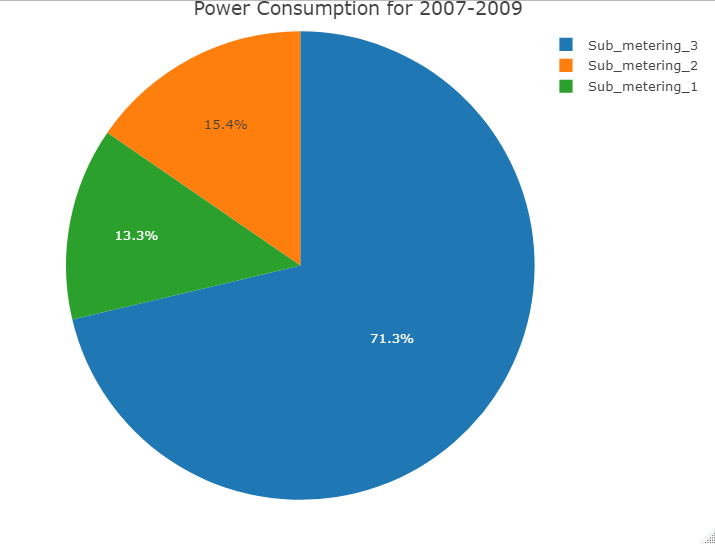 Power Consumption for 2007-2009
Sub_metering_3
Sub_metering_2
Sub_metering_1
15.4%
13.3%
71.3%